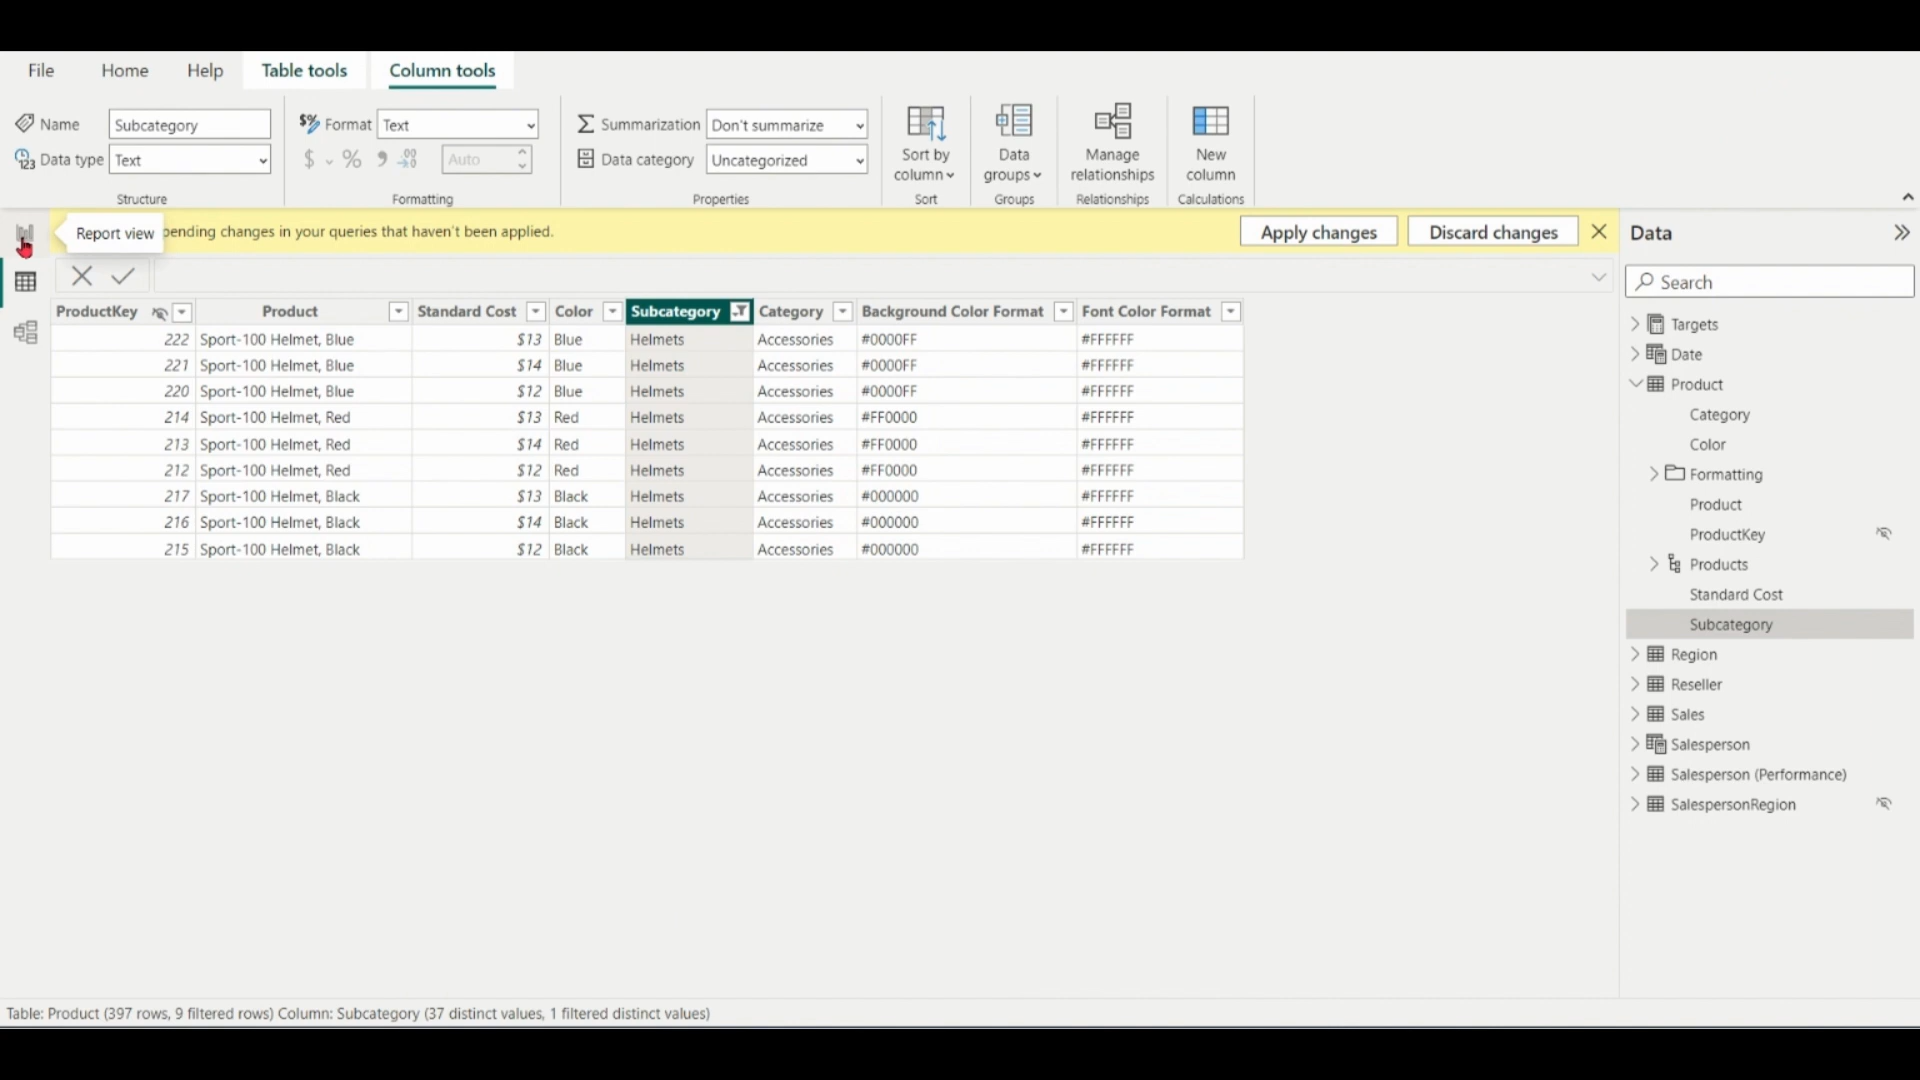 File Home Help Table tools Column tools
Name Subcategory $% Format Text Σ Summarization Don't summarize
Data type Text $ % 9 .00 Auto Data category Uncategorized
Sort by column Data groups Manage relationships New column
Structure Formatting Properties Sort Groups Relationships Calculations
Report view pending changes in your queries that haven't been applied. Apply changes Discard changes
ProductKey Product Standard Cost Color Subcategory Category Background Color Format Font Color Format
222 Sport-100 Helmet, Blue $13 Blue Helmets Accessories #0000FF #FFFFFF
221 Sport-100 Helmet, Blue $14 Blue Helmets Accessories #0000FF #FFFFFF
220 Sport-100 Helmet, Blue $12 Blue Helmets Accessories #0000FF #FFFFFF
214 Sport-100 Helmet, Red $13 Red Helmets Accessories #FF0000 #FFFFFF
213 Sport-100 Helmet, Red $14 Red Helmets Accessories #FF0000 #FFFFFF
212 Sport-100 Helmet, Red $12 Red Helmets Accessories #FF0000 #FFFFFF
217 Sport-100 Helmet, Black $13 Black Helmets Accessories #000000 #FFFFFF
216 Sport-100 Helmet, Black $14 Black Helmets Accessories #000000 #FFFFFF
215 Sport-100 Helmet, Black $12 Black Helmets Accessories #000000 #FFFFFF
Data
Search
Targets
Date
Product
Category
Color
Formatting
Product
ProductKey
Products
Standard Cost
Subcategory
Region
Reseller
Sales
Salesperson
Salesperson (Performance)
SalespersonRegion
Table: Product (397 rows, 9 filtered rows) Column: Subcategory (37 distinct values, 1 filtered distinct values)